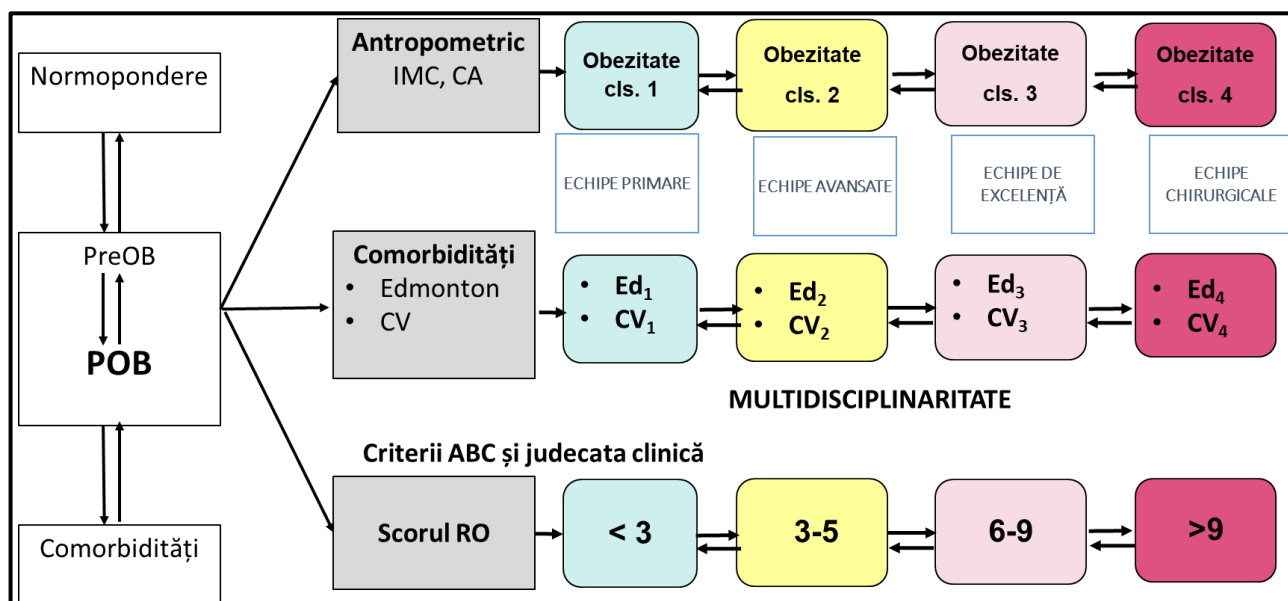 Normopondere
PreOB
POB
Comorbidități
Antropometric
IMC, CA
Obezitate
cls. 1
Obezitate
cls. 2
Obezitate
cls. 3
Obezitate
cls. 4
ECHIPE PRIMARE
ECHIPE AVANSATE
ECHIPE DE
EXCELENȚĂ
ECHIPE
CHIRURGICALE
Comorbidități
• Edmonton
• CV
• Ed₁
• CV₁
• Ed₂
• CV₂
• Ed₃
• CV₃
• Ed₄
• CV₄
MULTIDISCIPLINARITATE
Criterii ABC și judecata clinică
Scorul RO
< 3
3-5
6-9
>9